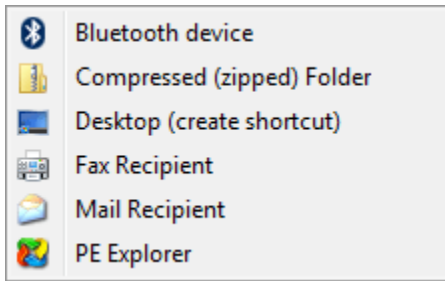 Bluetooth device
Compressed (zipped) Folder
Desktop (create shortcut)
Fax Recipient
Mail Recipient
PE Explorer